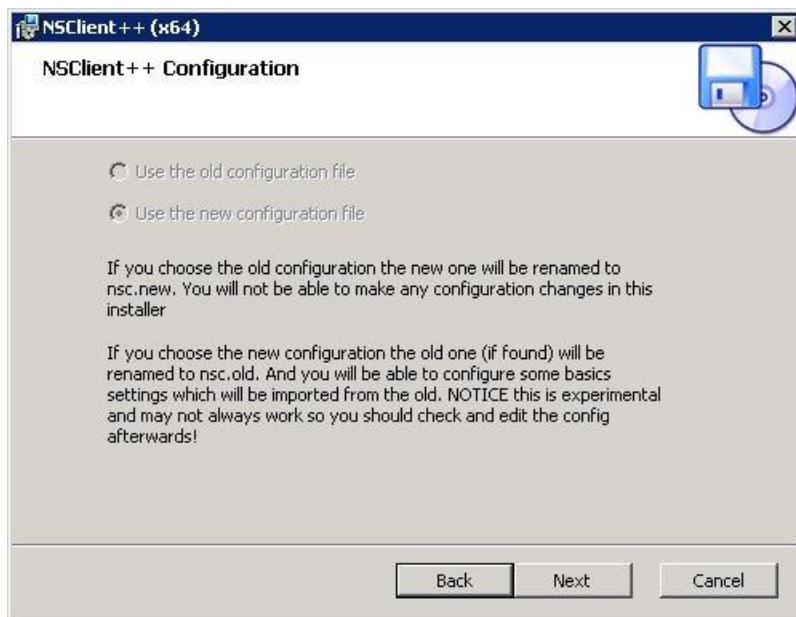 NSClient++ (x64)
NSClient++ Configuration
Use the old configuration file
Use the new configuration file
If you choose the old configuration the new one will be renamed to
nsc.new. You will not be able to make any configuration changes in this
installer
If you choose the new configuration the old one (if found) will be
renamed to nsc.old. And you will be able to configure some basics
settings which will be imported from the old. NOTICE this is experimental
and may not always work so you should check and edit the config
afterwards!
Back
Next
Cancel